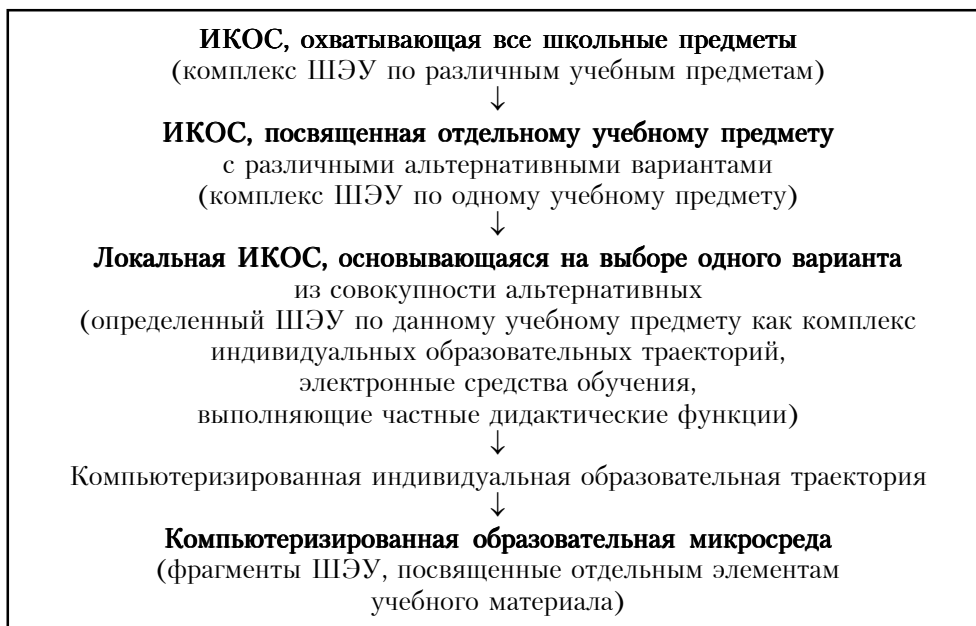 ИКОС, охватывающая все школьные предметы
(комплекс ШЭУ по различным учебным предметам)
↓
ИКОС, посвященная отдельному учебному предмету
с различными альтернативными вариантами
(комплекс ШЭУ по одному учебному предмету)
↓
Локальная ИКОС, основывающаяся на выборе одного варианта
из совокупности альтернативных
(определенный ШЭУ по данному учебному предмету как комплекс
индивидуальных образовательных траекторий,
электронные средства обучения,
выполняющие частные дидактические функции)
↓
Компьютеризированная индивидуальная образовательная траектория
↓
Компьютеризированная образовательная микросреда
(фрагменты ШЭУ, посвященные отдельным элементам
учебного материала)